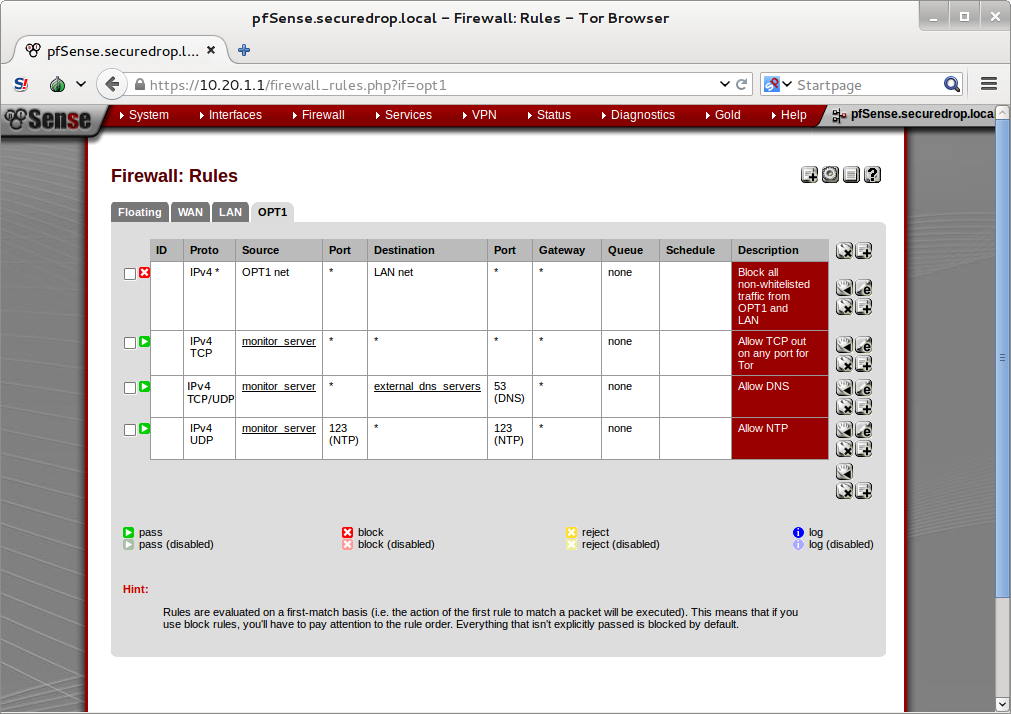 pfSense.securedrop.local – Firewall: Rules – Tor Browser
pfSense.securedrop.l...
https://10.20.1.1/firewall_rules.php?if=opt1
Startpage
Sense System Interfaces Firewall Services VPN Status Diagnostics Gold Help pfSense.securedrop.loca
Firewall: Rules
Floating WAN LAN OPT1
ID Proto Source Port Destination Port Gateway Queue Schedule Description
IPv4 * OPT1 net * LAN net * * none Block all
non-whitelisted
traffic from
OPT1 and
LAN
IPv4 monitor_server * * * * none Allow TCP out
TCP on any port for
Tor
IPv4 monitor_server * external_dns_servers 53 * none Allow DNS
TCP/UDP (DNS)
IPv4 monitor_server 123 * 123 * none Allow NTP
UDP (NTP) (NTP)
pass block reject log
pass (disabled) block (disabled) reject (disabled) log (disabled)
Hint:
Rules are evaluated on a first-match basis (i.e. the action of the first rule to match a packet will be executed). This means that if you
use block rules, you'll have to pay attention to the rule order. Everything that isn't explicitly passed is blocked by default.